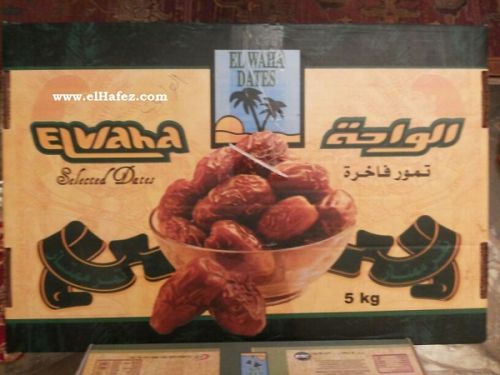 EL WAHA
DATES
www.elHafez.com
ELWaha
الواحة
Selected Dates
تمور فاخرة
5 kg